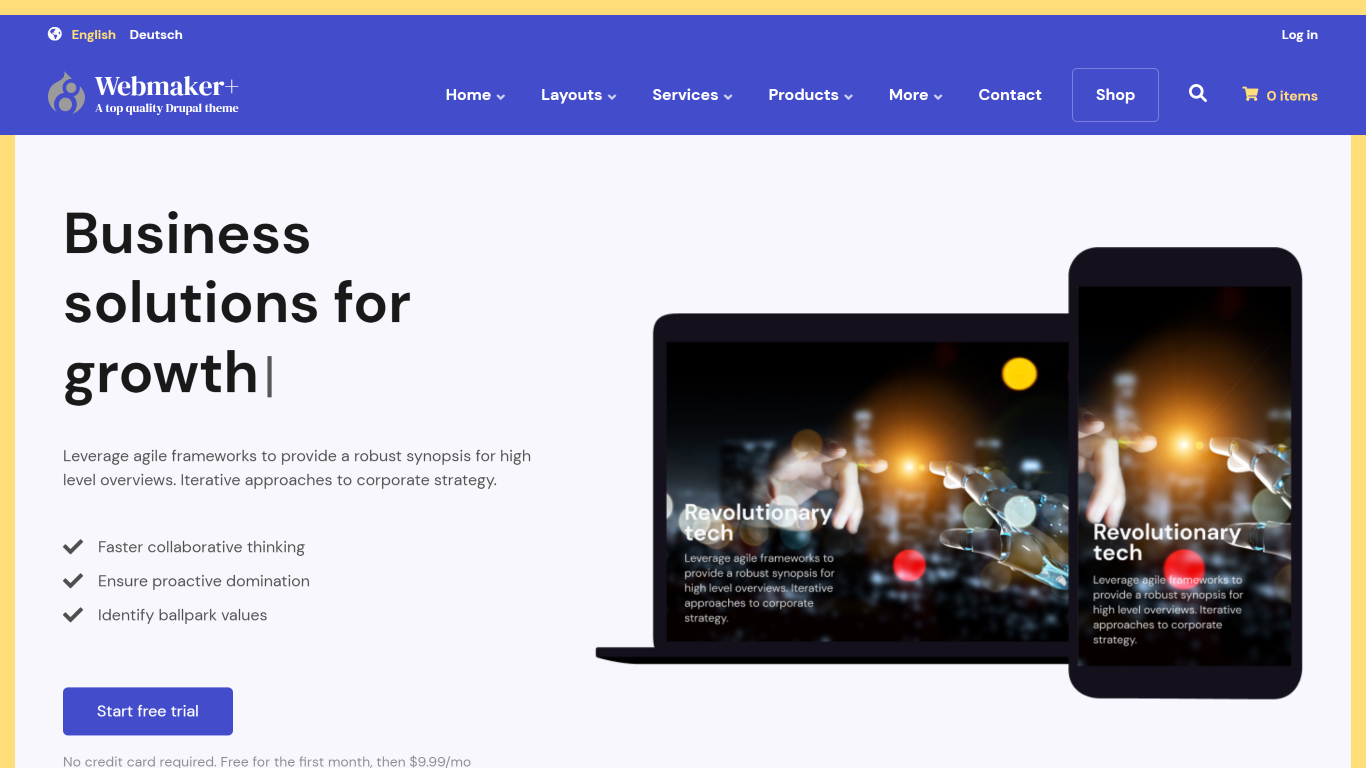 English Deutsch Log in
Webmaker+
A top quality Drupal theme
Home Layouts Services Products More Contact Shop 0 items
Business
solutions for
growth
Leverage agile frameworks to provide a robust synopsis for high
level overviews. Iterative approaches to corporate strategy.
Faster collaborative thinking
Ensure proactive domination
Identify ballpark values
Start free trial
No credit card required. Free for the first month, then $9.99/mo
Revolutionary
tech
Leverage agile frameworks to
provide a robust synopsis for
high level overviews. Iterative
approaches to corporate
strategy.
Revolutionary
tech
Leverage agile frameworks to
provide a robust synopsis for
high level overviews. Iterative
approaches to corporate
strategy.